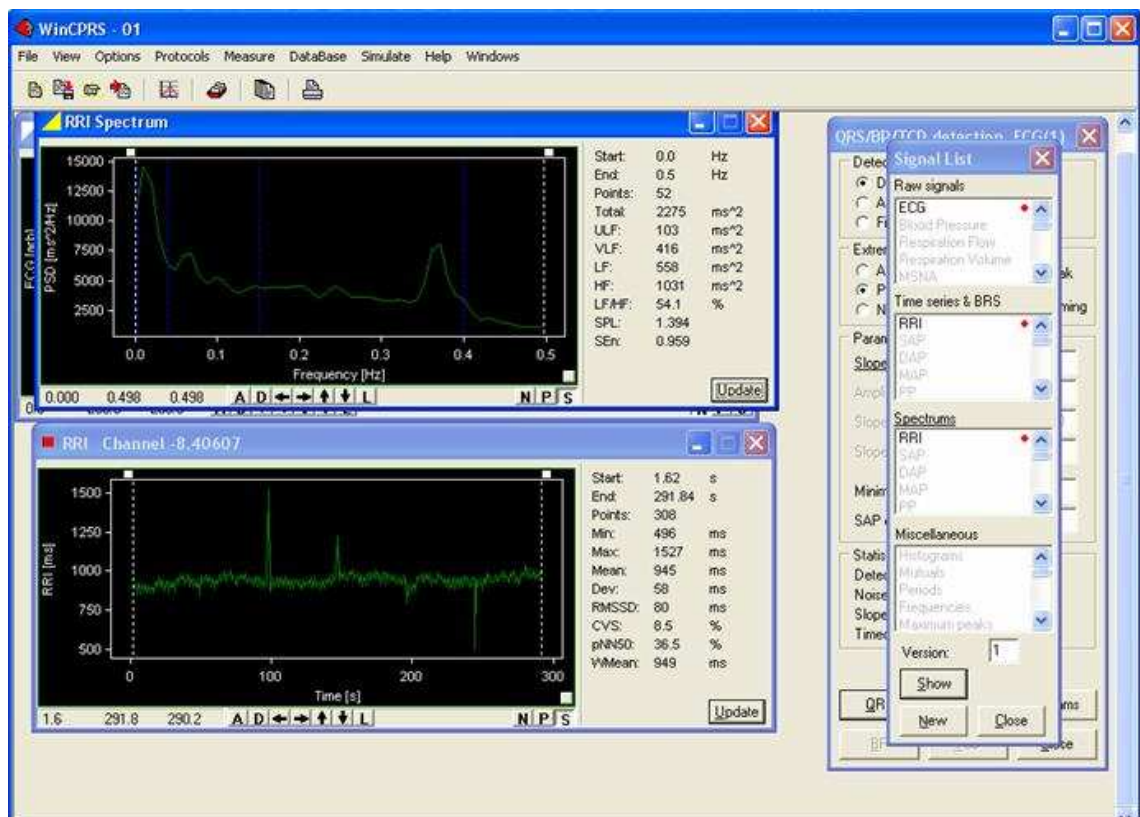 WinCPRS - 01
File View Options Protocols Measure DataBase Simulate Help Windows
RRI Spectrum
15000
12500
10000
7500
5000
2500
PSD [ms^2/Hz]
0.0 0.1 0.2 0.3 0.4 0.5
Frequency [Hz]
0.000 0.498 0.498 A D L N P S
Start: 0.0 Hz
End: 0.5 Hz
Points: 52
Total: 2275 ms^2
ULF: 103 ms^2
VLF: 416 ms^2
LF: 558 ms^2
HF: 1031 ms^2
LF/HF: 54.1 %
SPL: 1.394
SEn: 0.959
Update
RRI Channel -8.40607
1500
1250
1000
750
500
RRI [ms]
0 100 200 300
Time [s]
1.6 291.8 290.2 A D L N P S
Start: 1.62 s
End: 291.84 s
Points: 308
Min: 496 ms
Max: 1527 ms
Mean: 945 ms
Dev: 58 ms
RMSSD: 80 ms
CVS: 8.5 %
pNN50: 36.5 %
WMean: 949 ms
Update
QRS/BP/TCD detection ECG(1)
Signal List
Raw signals
ECG
Blood Pressure
Respiration Flow
Respiration Volume
MSNA
Time series & BRS
RRI
SAP
DAP
MAP
PP
Spectrums
RRI
SAP
DAP
MAP
PP
Miscellaneous
Histograms
Mutuals
Periods
Frequencies
Maximum peaks
Version: 1
Show
New Close